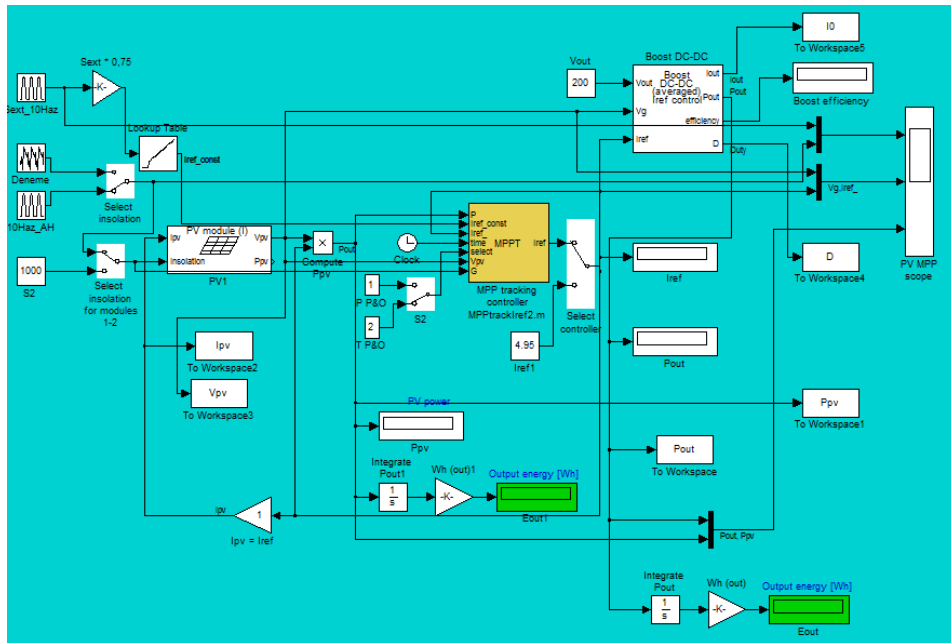 Sext * 0,75
-K-
Sext_10Haz
Lookup Table
Iref_const
Deneme
10Haz_AH
Select
insolation
1000
S2
Select
insolation
for modules
1-2
PV module (I)
Ipv
Vpv
Insolation
Ppv
PV1
×
Pout
Compute
Ppv
Clock
1
P P&O
2
T P&O
S2
P
Iref_const
Iref_
time
select
Vpv
G
MPPT
Iref
MPP tracking
controller
MPPtrackIref2.m
4.95
Iref1
Select
controller
Vout
200
Boost DC-DC
Boost
DC-DC
(averaged)
Iref control
Vout
Vg
Iref
Iout
Pout
efficiency
D
Iout
Pout
Duty
I0
To Workspace5
Boost efficiency
Vg,iref_
PV MPP
scope
D
To Workspace4
Iref
Pout
Ppv
To Workspace1
Pout
To Workspace
Ipv
To Workspace2
Vpv
To Workspace3
PV power
Ppv
Integrate
Pout1
1
s
Wh (out)1
-K-
Output energy [Wh]
Eout1
Ipv
1
Ipv = Iref
Pout, Ppv
Integrate
Pout
1
s
Wh (out)
-K-
Output energy [Wh]
Eout